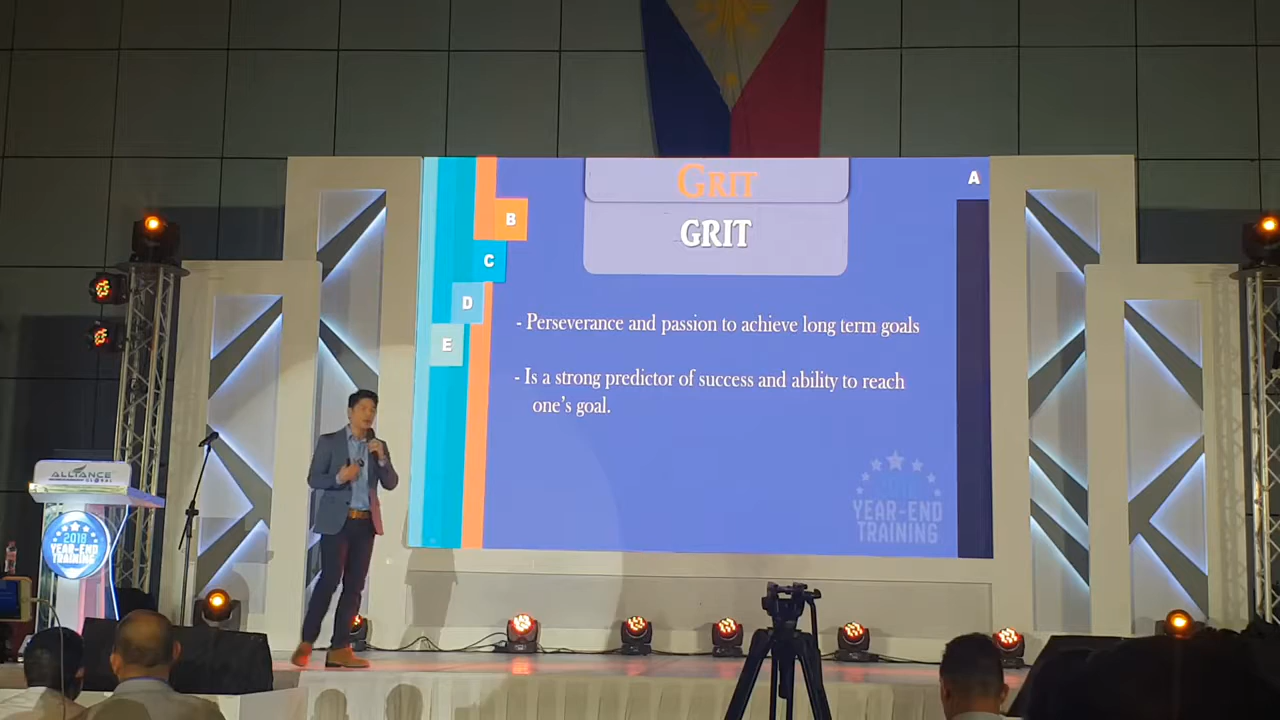 GRIT
GRIT
A
B
C
D
E
- Perseverance and passion to achieve long term goals
- Is a strong predictor of success and ability to reach
one's goal.
YEAR-END
TRAINING
ALLIANCE
GLOBAL
2018
YEAR-END
TRAINING